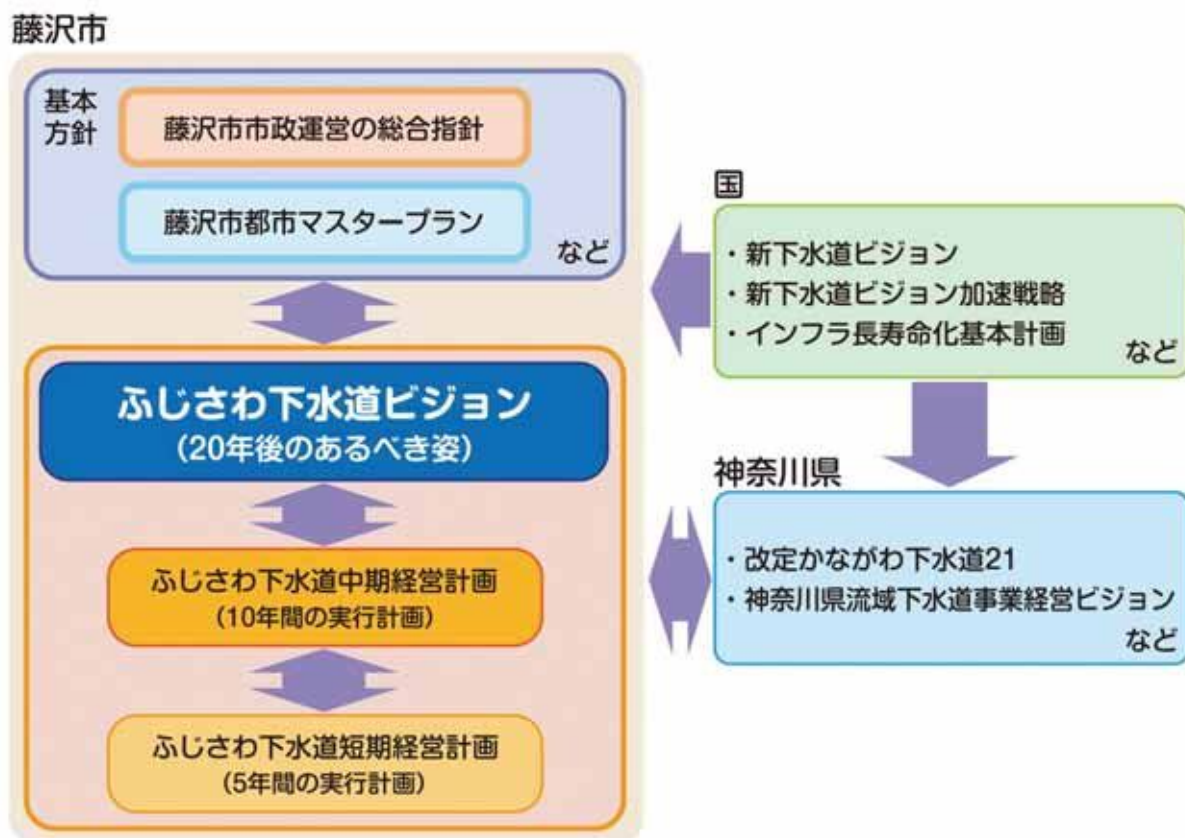 藤沢市
基本
方針
藤沢市市政運営の総合指針
藤沢市都市マスタープラン
など
ふじさわ下水道ビジョン
(20年後のあるべき姿)
ふじさわ下水道中期経営計画
(10年間の実行計画)
ふじさわ下水道短期経営計画
(5年間の実行計画)
国
・新下水道ビジョン
・新下水道ビジョン加速戦略
・インフラ長寿命化基本計画
など
神奈川県
・改定かながわ下水道21
・神奈川県流域下水道事業経営ビジョン
など